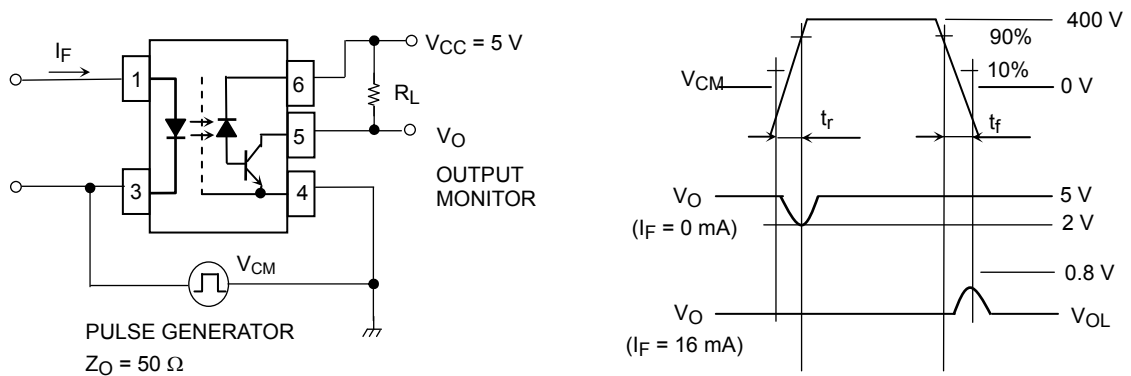 I_F
1
3
6
5
4
V_CC = 5 V
R_L
V_O
OUTPUT
MONITOR
V_CM
PULSE GENERATOR
Z_O = 50 Ω
400 V
90%
10%
V_CM
0 V
t_r
t_f
V_O
(I_F = 0 mA)
5 V
2 V
0.8 V
V_O
V_OL
(I_F = 16 mA)